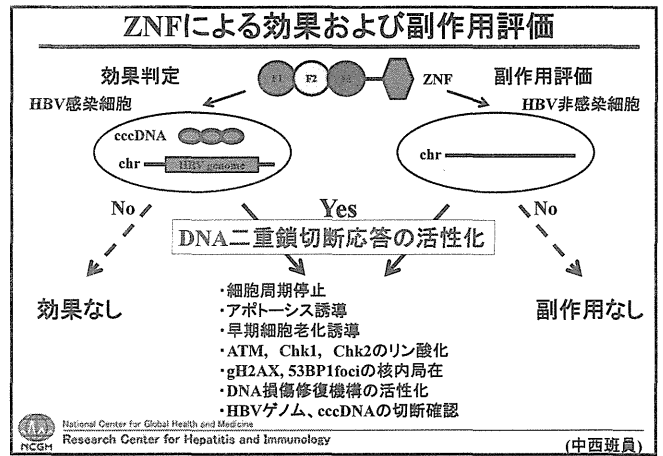 ZNFによる効果および副作用評価
効果判定
F1 F2 F3 ZNF
副作用評価
HBV感染細胞
HBV非感染細胞
cccDNA
chr HBV genome
chr
No
Yes
No
DNA二重鎖切断応答の活性化
効果なし
副作用なし
・細胞周期停止
・アポトーシス誘導
・早期細胞老化誘導
・ATM, Chk1, Chk2のリン酸化
・gH2AX, 53BP1fociの核内局在
・DNA損傷修復機構の活性化
・HBVゲノム、cccDNAの切断確認
NCGM
National Center for Global Health and Medicine
Research Center for Hepatitis and Immunology
(中西班員)